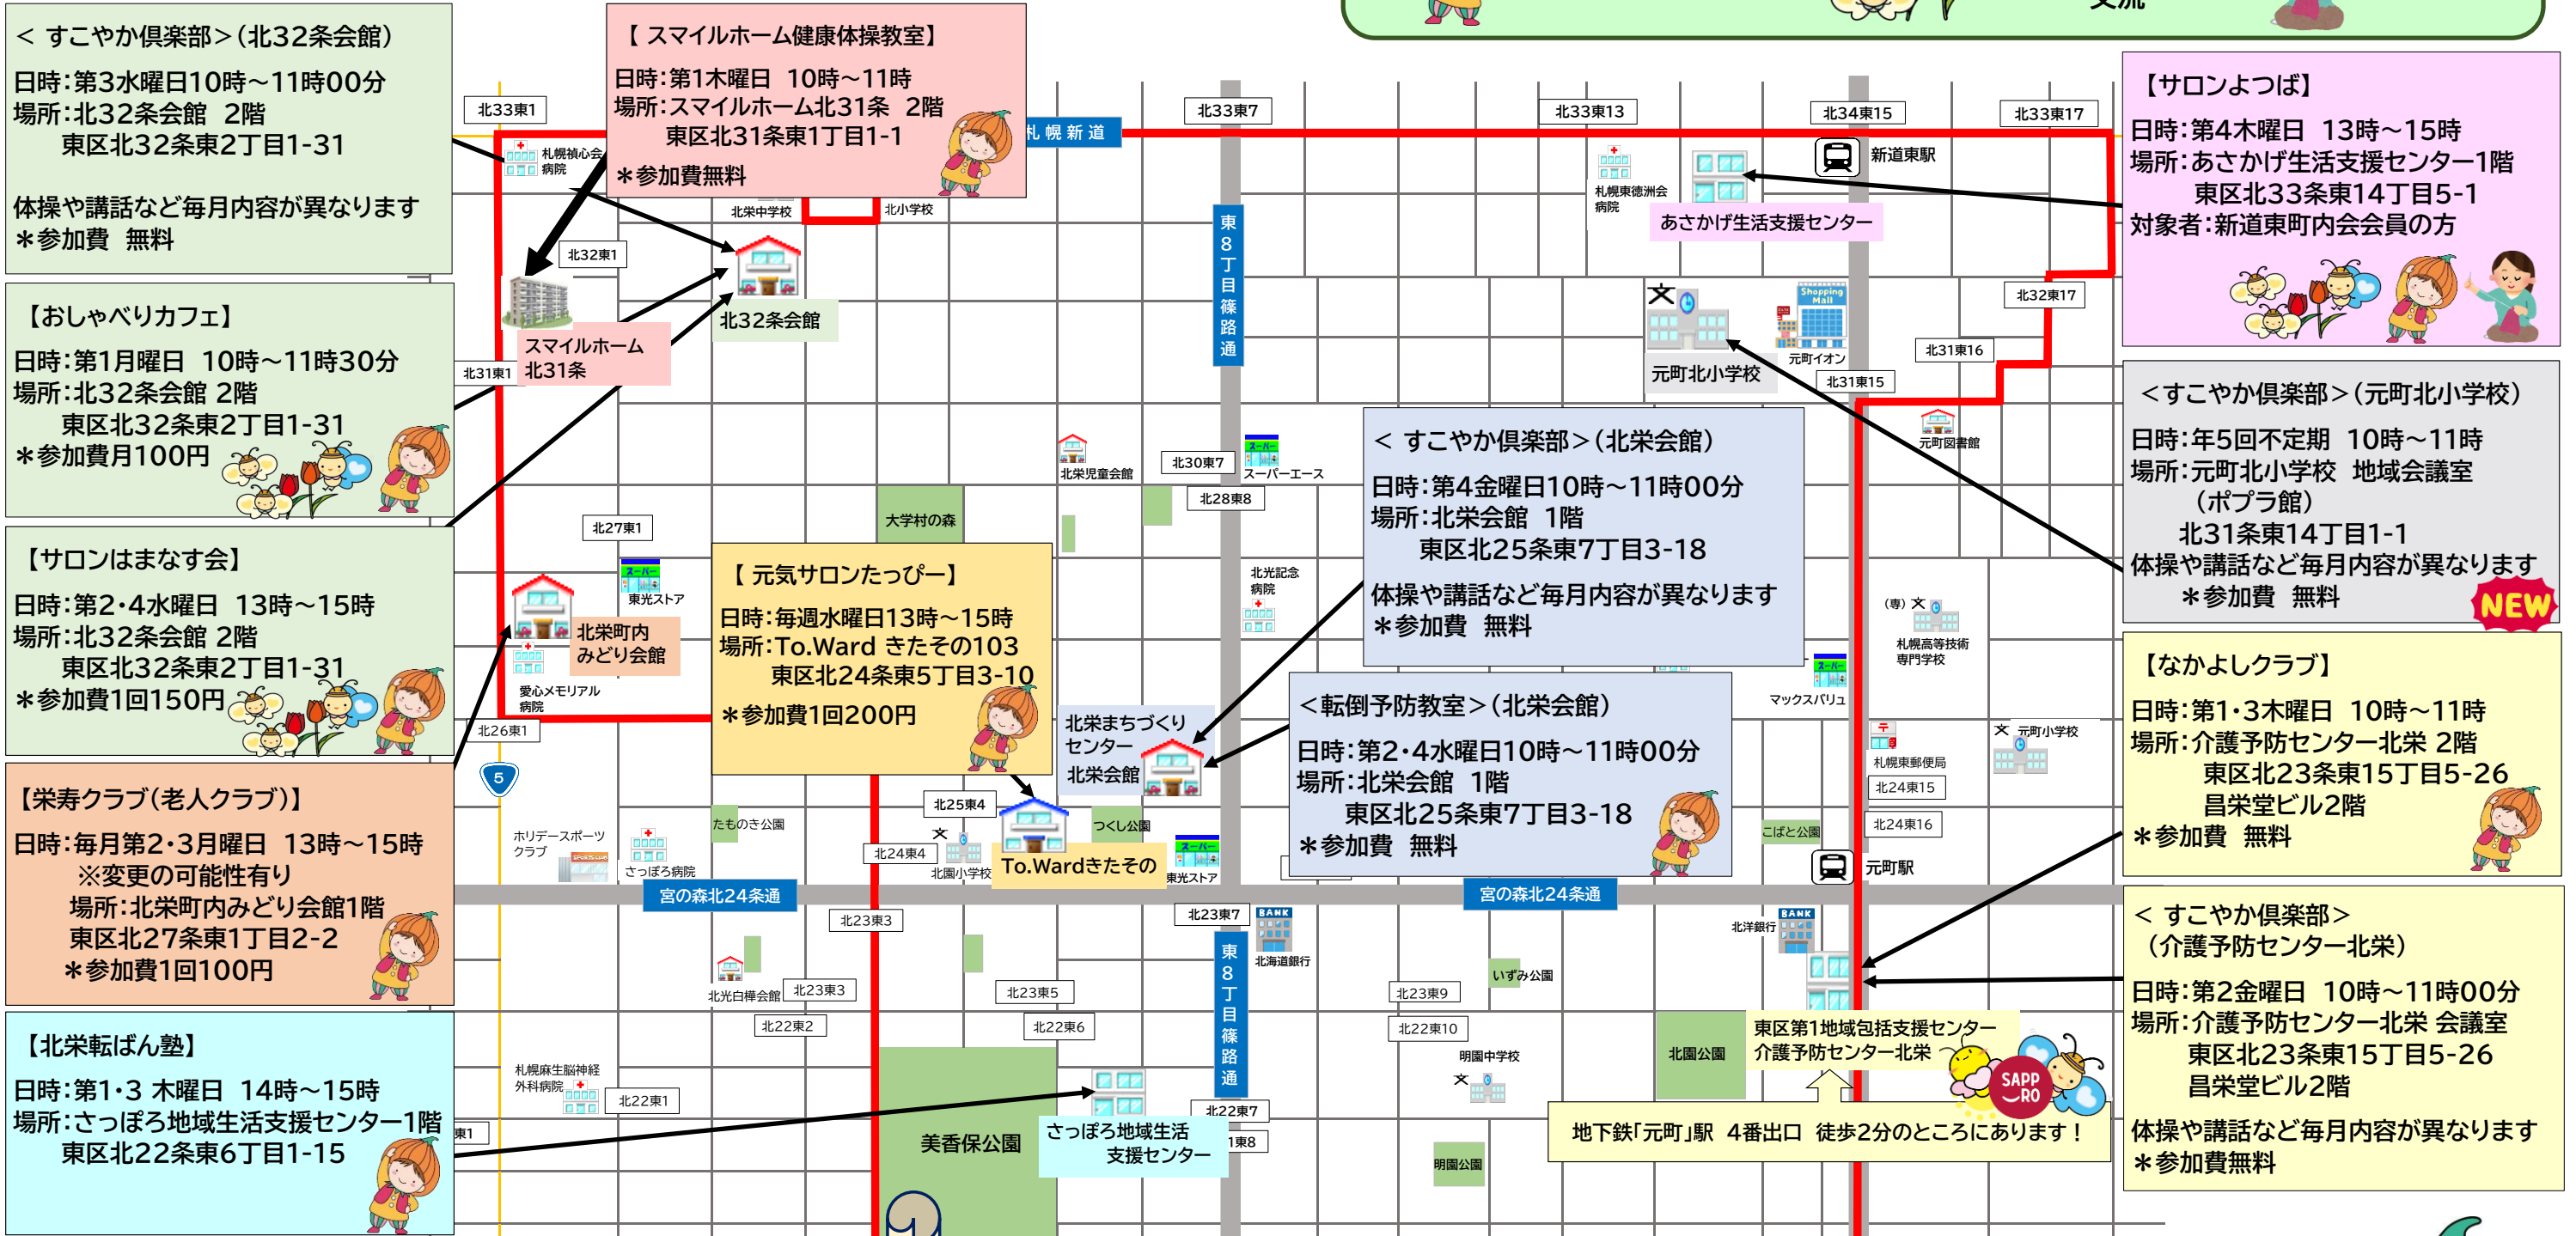 交流
< すこやか倶楽部>（北32条会館）
日時：第3水曜日10時～11時00分
場所：北32条会館 2階
東区北32条東2丁目1-31
体操や講話など毎月内容が異なります
＊参加費 無料
【おしゃべりカフェ】
日時：第1月曜日 10時～11時30分
場所：北32条会館 2階
東区北32条東2丁目1-31
＊参加費月100円
【サロンはまなす会】
日時：第2・4水曜日 13時～15時
場所：北32条会館 2階
東区北32条東2丁目1-31
＊参加費1回150円
【栄寿クラブ（老人クラブ）】
日時：毎月第2・3月曜日 13時～15時
※変更の可能性有り
場所：北栄町内みどり会館1階
東区北27条東1丁目2-2
＊参加費1回100円
【北栄転ばん塾】
日時：第1・3 木曜日 14時～15時
場所：さっぽろ地域生活支援センター1階
東区北22条東6丁目1-15
【 スマイルホーム健康体操教室】
日時：第1木曜日 10時～11時
場所：スマイルホーム北31条 2階
東区北31条東1丁目1-1
＊参加費無料
【 元気サロンたっぴー】
日時：毎週水曜日13時～15時
場所：To.Ward きたその103
東区北24条東5丁目3-10
＊参加費1回200円
< すこやか倶楽部>（北栄会館）
日時：第4金曜日10時～11時00分
場所：北栄会館 1階
東区北25条東7丁目3-18
体操や講話など毎月内容が異なります
＊参加費 無料
<転倒予防教室>（北栄会館）
日時：第2・4水曜日10時～11時00分
場所：北栄会館 1階
東区北25条東7丁目3-18
＊参加費 無料
【サロンよつば】
日時：第4木曜日 13時～15時
場所：あさかげ生活支援センター1階
東区北33条東14丁目5-1
対象者：新道東町内会会員の方
<すこやか倶楽部>（元町北小学校）
日時：年5回不定期 10時～11時
場所：元町北小学校 地域会議室
（ポプラ館）
北31条東14丁目1-1
体操や講話など毎月内容が異なります
＊参加費 無料
NEW
【なかよしクラブ】
日時：第1・3木曜日 10時～11時
場所：介護予防センター北栄 2階
東区北23条東15丁目5-26
昌栄堂ビル2階
＊参加費 無料
< すこやか倶楽部>
（介護予防センター北栄）
日時：第2金曜日 10時～11時00分
場所：介護予防センター北栄 会議室
東区北23条東15丁目5-26
昌栄堂ビル2階
体操や講話など毎月内容が異なります
＊参加費無料
北33東1
札幌新道
北33東7
北33東13
北34東15
北33東17
札幌禎心会
病院
北栄中学校
北小学校
札幌東徳洲会
病院
新道東駅
あさかげ生活支援センター
東8丁目篠路通
北32東1
北32条会館
スマイルホーム
北31条
北31東1
Shopping
Mall
元町イオン
元町北小学校
北32東17
北31東16
北31東15
元町図書館
北栄児童会館
北30東7
スーパー
スーパーエース
北28東8
大学村の森
北27東1
スーパー
東光ストア
北栄町内
みどり会館
愛心メモリアル
病院
北26東1
5
北光記念
病院
（専）
札幌高等技術
専門学校
スーパー
マックスバリュ
北栄まちづくり
センター
北栄会館
札幌東郵便局
元町小学校
北24東15
北24東16
こばと公園
元町駅
たものき公園
ホリデースポーツ
クラブ
SPORTS CLUB
さっぽろ病院
北25東4
北24東4
北園小学校
つくし公園
To.Wardきたその
スーパー
東光ストア
宮の森北24条通
宮の森北24条通
北23東3
北23東7
BANK
北海道銀行
BANK
北洋銀行
東8丁目篠路通
北光白樺会館
北23東3
北22東2
北23東5
北22東6
北23東9
北22東10
いずみ公園
明園中学校
北園公園
東区第1地域包括支援センター
介護予防センター北栄
SAPP
RO
地下鉄「元町」駅 4番出口 徒歩2分のところにあります！
札幌麻生脳神経
外科病院
北22東1
東1
美香保公園
さっぽろ地域生活
支援センター
北22東7
1東8
明園公園